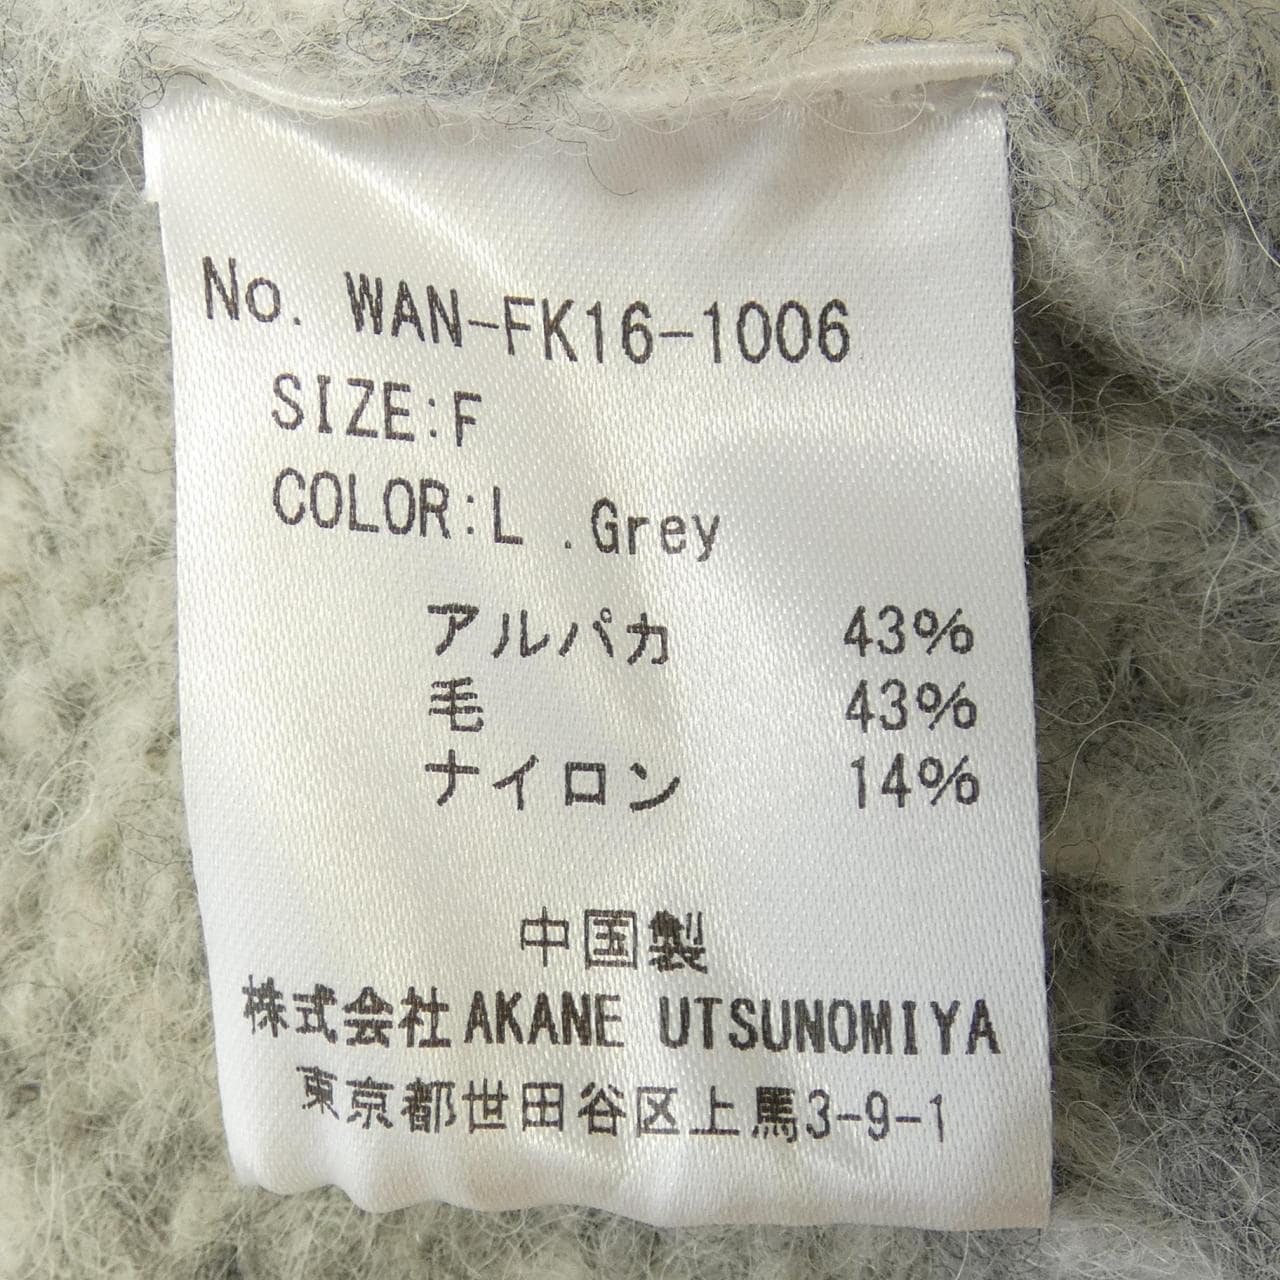 No. WAN-FK16-1006
SIZE:F
COLOR:L .Grey
アルパカ 43%
毛 43%
ナイロン 14%
中国製
株式会社AKANE UTSUNOMIYA
東京都世田谷区上馬3-9-1